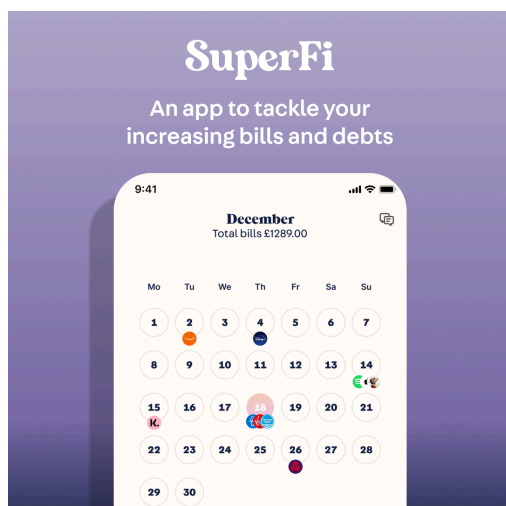 SuperFi
An app to tackle your
increasing bills and debts
9:41
December
Total bills £1289.00
Mo Tu We Th Fr Sa Su
1 2 3 4 5 6 7
Disney+
8 9 10 11 12 13 14
15 16 17 18 19 20 21
K.
22 23 24 25 26 27 28
29 30